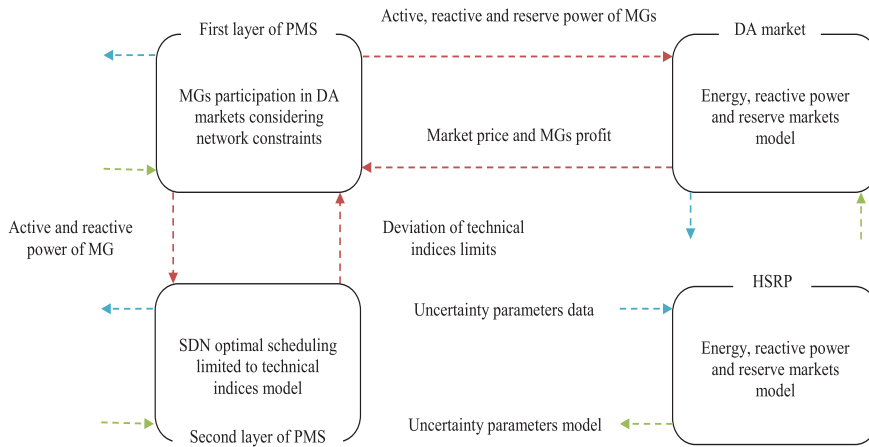 Active, reactive and reserve power of MGs
First layer of PMS
MGs participation in DA
markets considering
network constraints
DA market
Energy, reactive power
and reserve markets
model
Market price and MGs profit
Active and reactive
power of MG
Deviation of technical
indices limits
SDN optimal scheduling
limited to technical
indices model
Second layer of PMS
Uncertainty parameters data
Uncertainty parameters model
HSRP
Energy, reactive power
and reserve markets
model